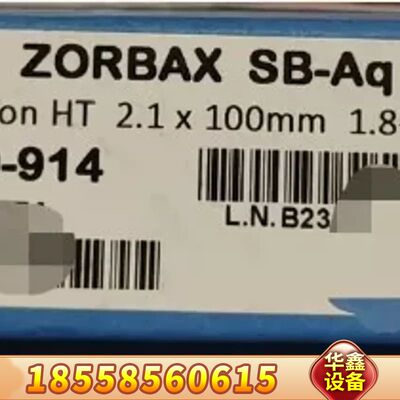 ZORBAX SB-Aq
on HT 2.1 x 100mm 1.8-
-914
L.N.B23
18558560615
华鑫
设备